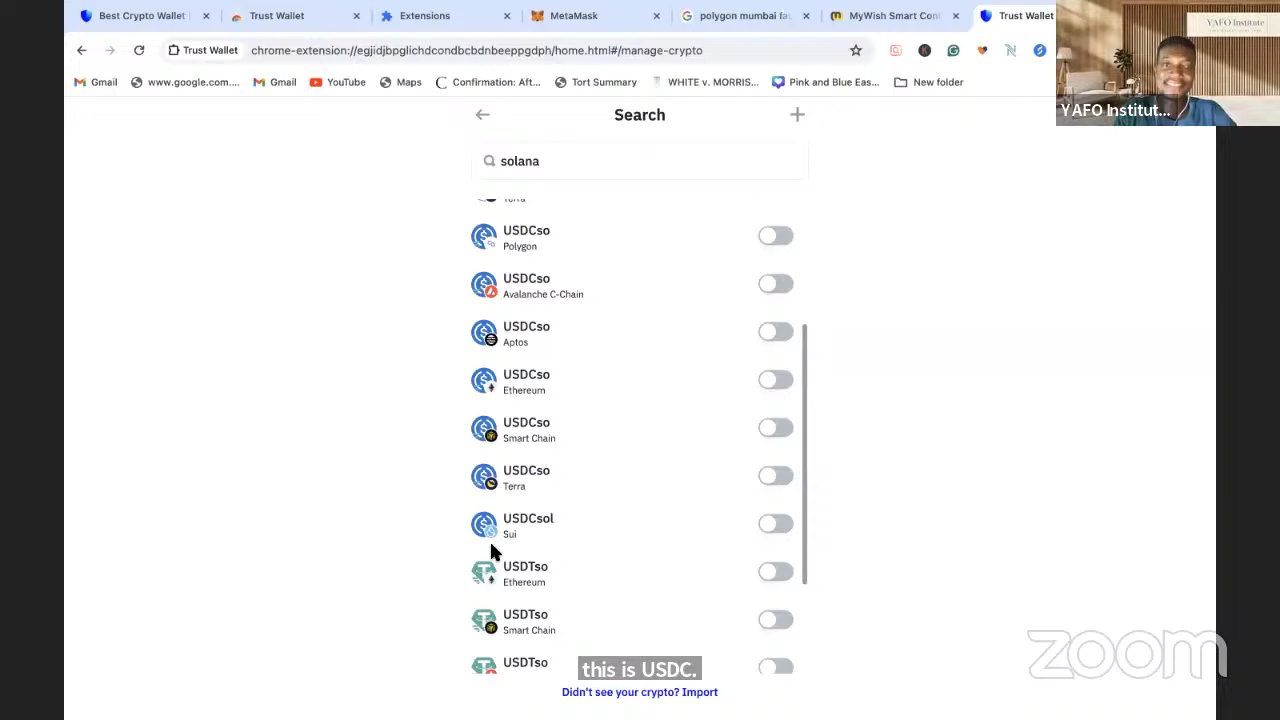 Best Crypto Wallet
Trust Wallet
Extensions
MetaMask
polygon mumbai fau
MyWish Smart Con
Trust Wallet
Trust Wallet
chrome-extension://egjidjbpglichdcondbcbdnbeeppgdph/home.html#/manage-crypto
Gmail
www.google.com....
Gmail
YouTube
Maps
Confirmation: Aft...
Tort Summary
WHITE v. MORRIS...
Pink and Blue Eas...
New folder
YAFO Institute
YAFO Institut...
Search
solana
Terra
USDCso
Polygon
USDCso
Avalanche C-Chain
USDCso
Aptos
USDCso
Ethereum
USDCso
Smart Chain
USDCso
Terra
USDCsol
Sui
USDTso
Ethereum
USDTso
Smart Chain
USDTso
this is USDC.
Didn't see your crypto? Import
zoom